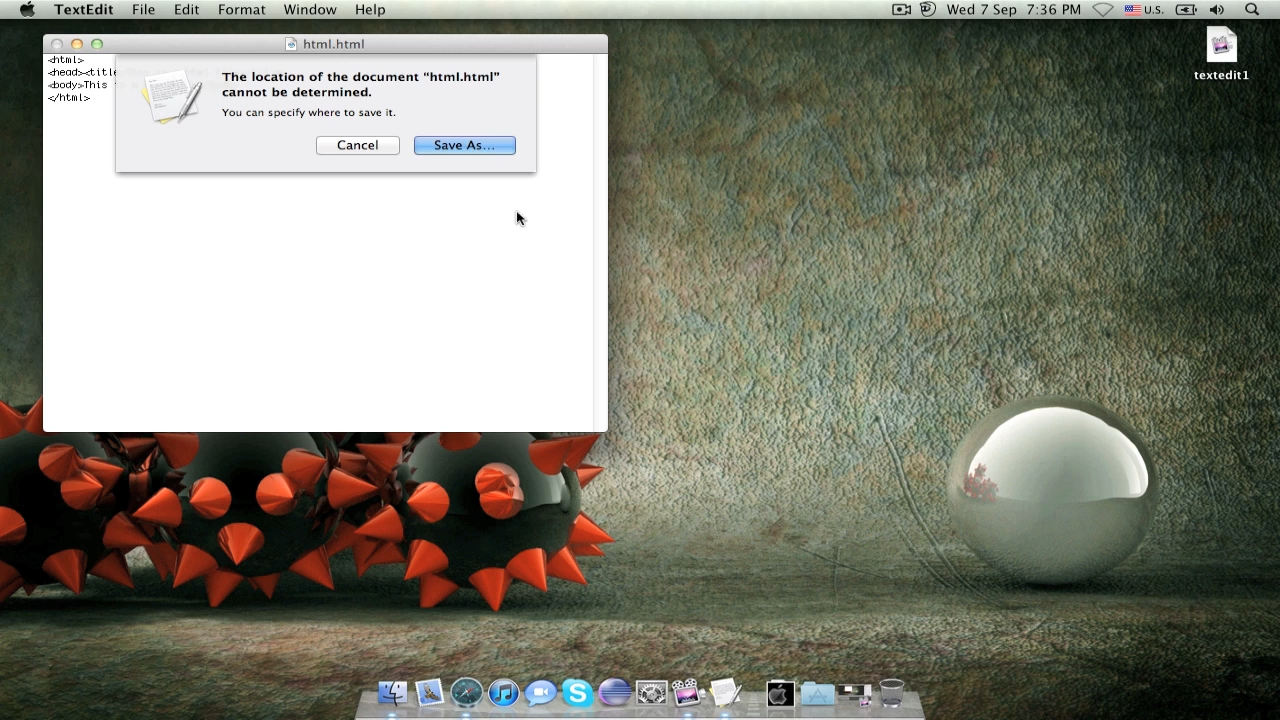 TextEdit File Edit Format Window Help Wed 7 Sep 7:36 PM U.S.
html.html
<html>
<head><title
<body>This
</html>
The location of the document “html.html”
cannot be determined.
You can specify where to save it.
Cancel Save As...
textedit1